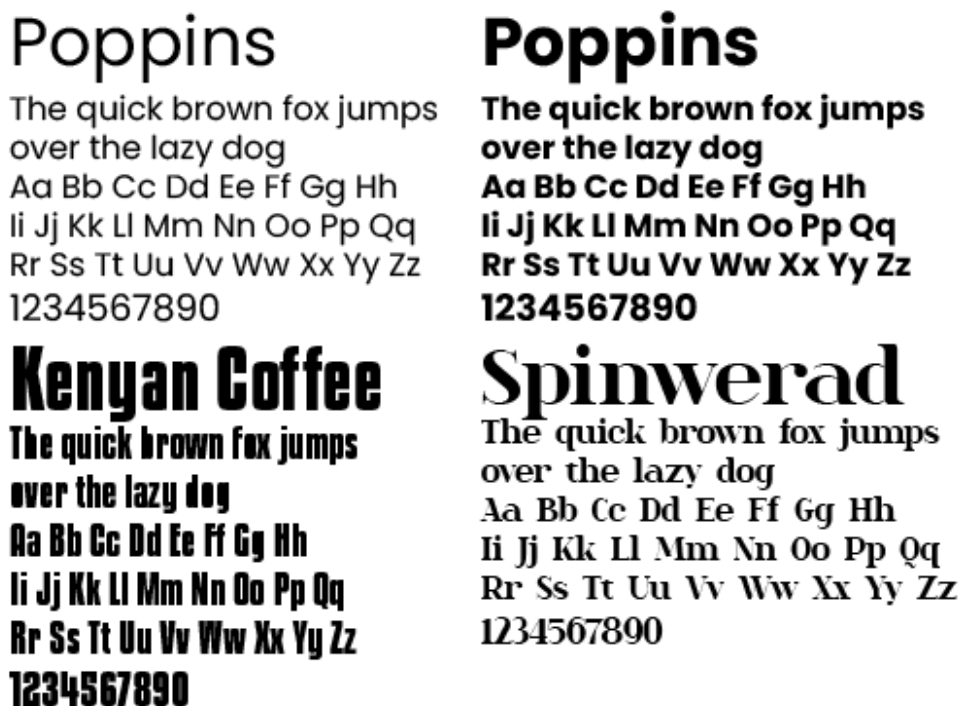 Poppins
The quick brown fox jumps
over the lazy dog
Aa Bb Cc Dd Ee Ff Gg Hh
Ii Jj Kk Ll Mm Nn Oo Pp Qq
Rr Ss Tt Uu Vv Ww Xx Yy Zz
1234567890
Poppins
The quick brown fox jumps
over the lazy dog
Aa Bb Cc Dd Ee Ff Gg Hh
Ii Jj Kk Ll Mm Nn Oo Pp Qq
Rr Ss Tt Uu Vv Ww Xx Yy Zz
1234567890
Kenyan Coffee
The quick brown fox jumps
over the lazy dog
Aa Bb Cc Dd Ee Ff Gg Hh
Ii Jj Kk Ll Mm Nn Oo Pp Qq
Rr Ss Tt Uu Vv Ww Xx Yy Zz
1234567890
Spinwerad
The quick brown fox jumps
over the lazy dog
Aa Bb Cc Dd Ee Ff Gg Hh
Ii Jj Kk Ll Mm Nn Oo Pp Qq
Rr Ss Tt Uu Vv Ww Xx Yy Zz
1234567890